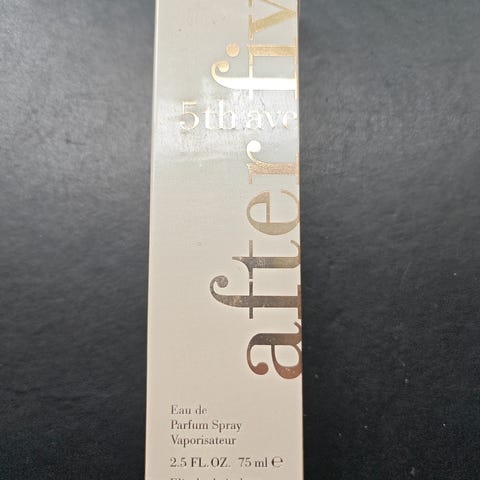 5th ave
after fiv
Eau de
Parfum Spray
Vaporisateur
2.5 FL.OZ. 75 ml ℮